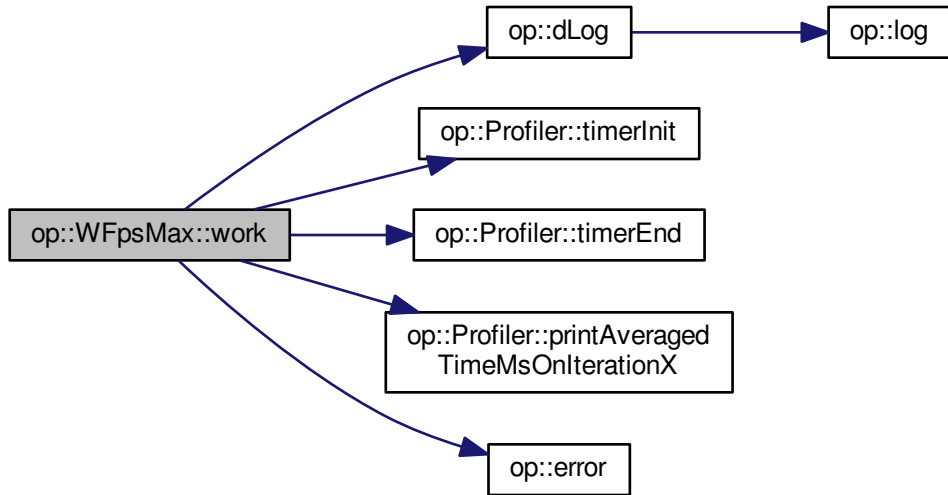 op::dLog
op::log
op::Profiler::timerInit
op::WFpsMax::work
op::Profiler::timerEnd
op::Profiler::printAveraged
TimeMsOnIterationX
op::error